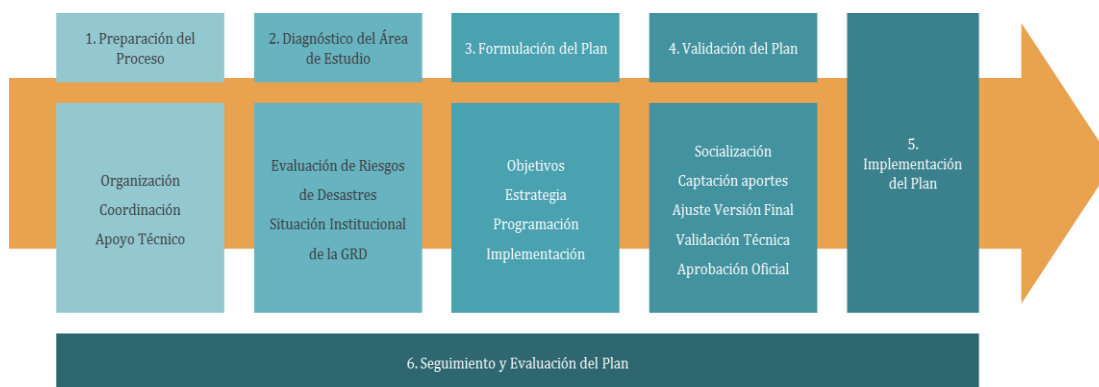 1. Preparación del
Proceso
2. Diagnóstico del Área
de Estudio
3. Formulación del Plan
4. Validación del Plan
Organización
Coordinación
Apoyo Técnico
Evaluación de Riesgos
de Desastres
Situación Institucional
de la GRD
Objetivos
Estrategia
Programación
Implementación
Socialización
Captación aportes
Ajuste Versión Final
Validación Técnica
Aprobación Oficial
5.
Implementación
del Plan
6. Seguimiento y Evaluación del Plan